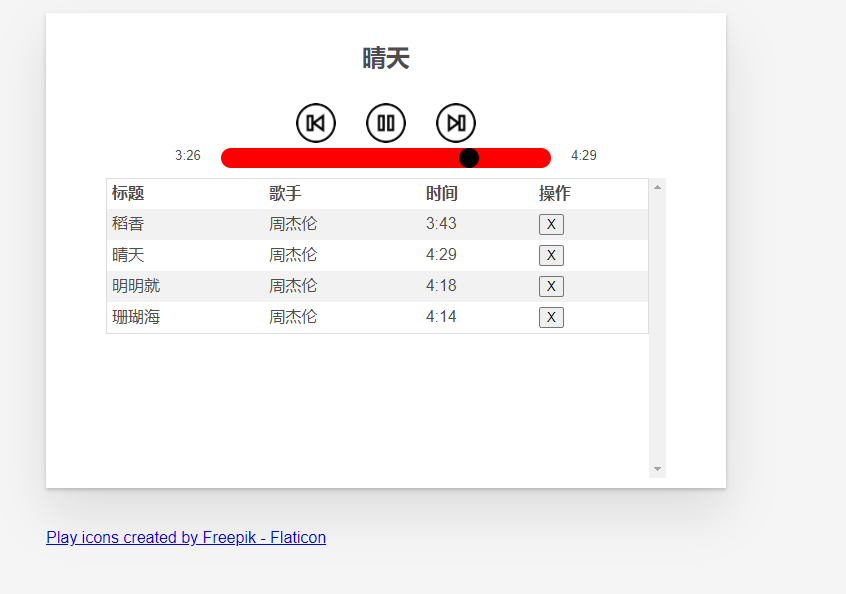 晴天
3:26 4:29
标题 歌手 时间 操作
稻香 周杰伦 3:43 X
晴天 周杰伦 4:29 X
明明就 周杰伦 4:18 X
珊瑚海 周杰伦 4:14 X
Play icons created by Freepik - Flaticon